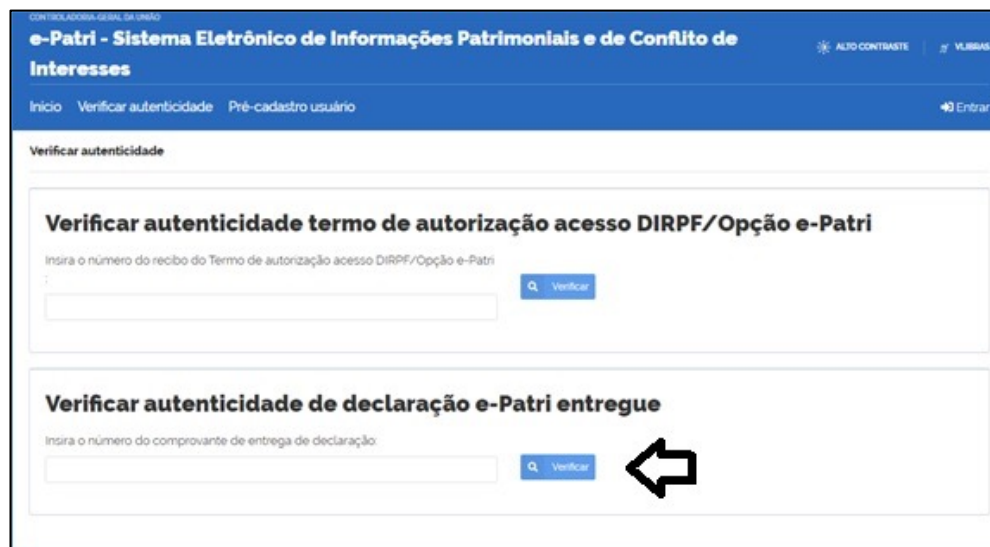 CONTROLADORIA-GERAL DA UNIÃO
e-Patri - Sistema Eletrônico de Informações Patrimoniais e de Conflito de
Interesses
ALTO CONTRASTE
VLIBRAS
Início Verificar autenticidade Pré-cadastro usuário
Entrar
Verificar autenticidade
Verificar autenticidade termo de autorização acesso DIRPF/Opção e-Patri
Insira o número do recibo do Termo de autorização acesso DIRPF/Opção e-Patri
:
Verificar
Verificar autenticidade de declaração e-Patri entregue
Insira o número do comprovante de entrega de declaração:
Verificar